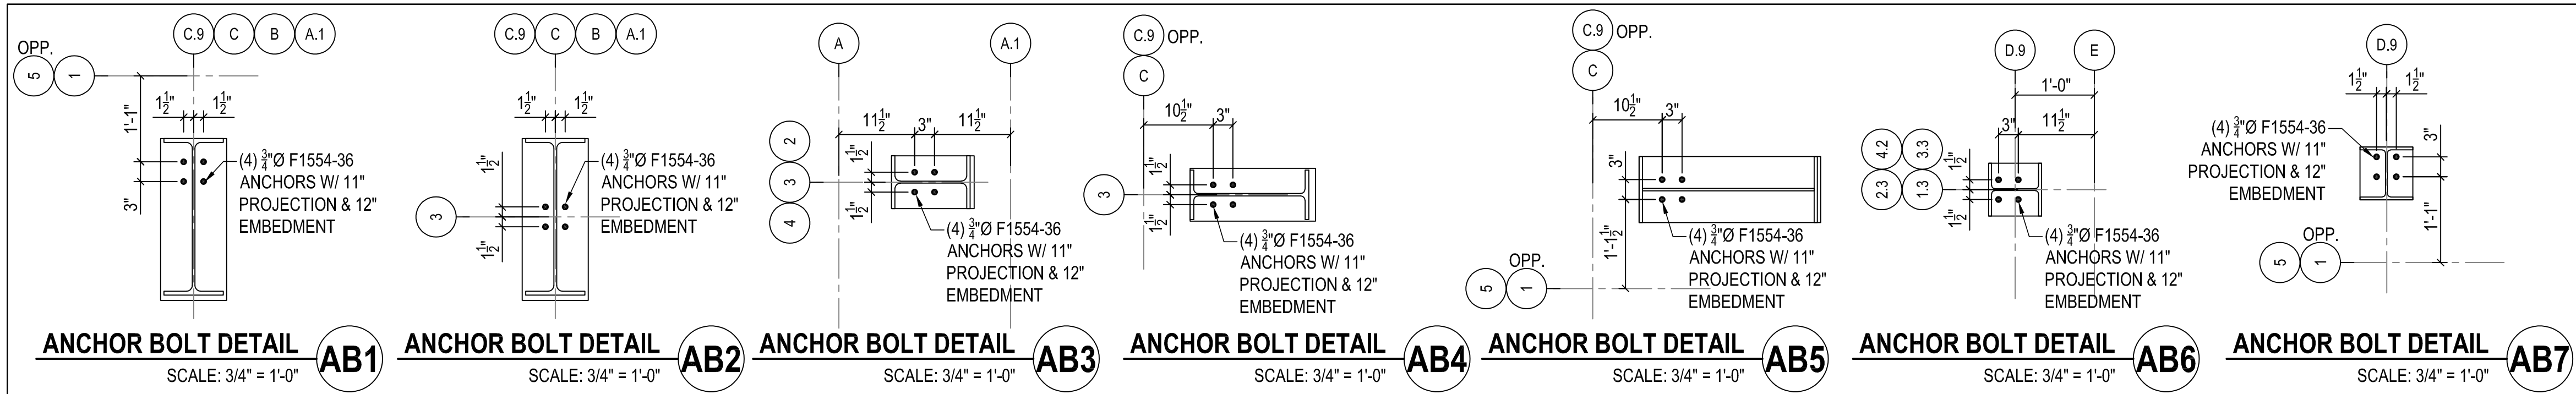 OPP.
5 1
C.9 C B A.1
1'-1"
1½" 1½"
3"
(4) ¾"Ø F1554-36
ANCHORS W/ 11"
PROJECTION & 12"
EMBEDMENT
ANCHOR BOLT DETAIL AB1
SCALE: 3/4" = 1'-0"
C.9 C B A.1
1½" 1½"
1½"
3
1½"
(4) ¾"Ø F1554-36
ANCHORS W/ 11"
PROJECTION & 12"
EMBEDMENT
ANCHOR BOLT DETAIL AB2
SCALE: 3/4" = 1'-0"
A A.1
11½" 3" 11½"
2
3
4
1½"
1½"
(4) ¾"Ø F1554-36
ANCHORS W/ 11"
PROJECTION & 12"
EMBEDMENT
ANCHOR BOLT DETAIL AB3
SCALE: 3/4" = 1'-0"
C.9 OPP.
C
10½" 3"
1½"
3
1½"
(4) ¾"Ø F1554-36
ANCHORS W/ 11"
PROJECTION & 12"
EMBEDMENT
ANCHOR BOLT DETAIL AB4
SCALE: 3/4" = 1'-0"
C.9 OPP.
C
10½" 3"
3"
1'-1½"
OPP.
5 1
(4) ¾"Ø F1554-36
ANCHORS W/ 11"
PROJECTION & 12"
EMBEDMENT
ANCHOR BOLT DETAIL AB5
SCALE: 3/4" = 1'-0"
D.9 E
1'-0"
3" 11½"
4.2 3.3
2.3 1.3
1½"
1½"
(4) ¾"Ø F1554-36
ANCHORS W/ 11"
PROJECTION & 12"
EMBEDMENT
ANCHOR BOLT DETAIL AB6
SCALE: 3/4" = 1'-0"
D.9
1½" 1½"
(4) ¾"Ø F1554-36
ANCHORS W/ 11"
PROJECTION & 12"
EMBEDMENT
3"
1'-1"
OPP.
5 1
ANCHOR BOLT DETAIL AB7
SCALE: 3/4" = 1'-0"